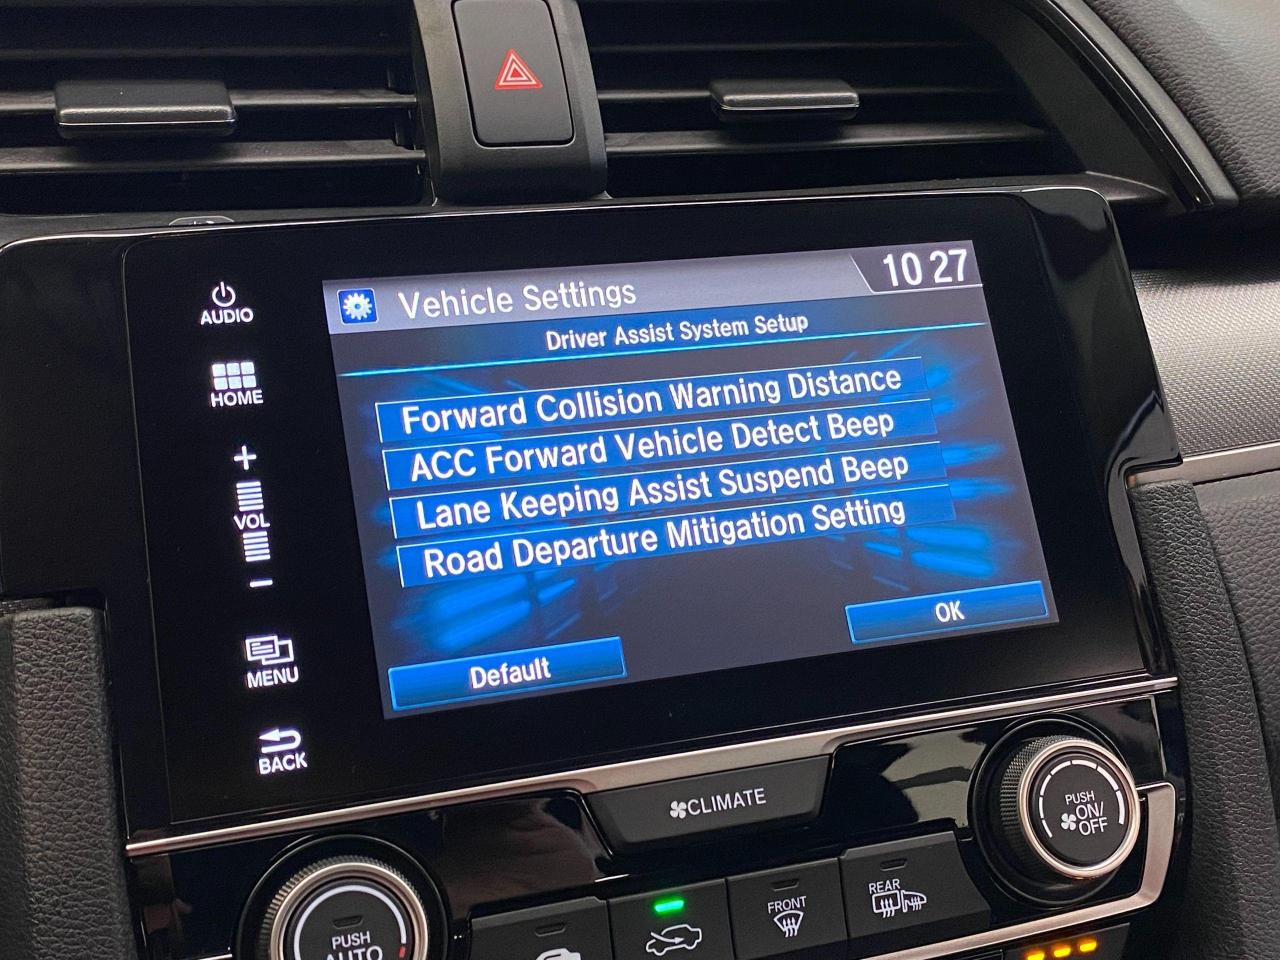 AUDIO
HOME
+
VOL
−
MENU
BACK
Vehicle Settings
10 27
Driver Assist System Setup
Forward Collision Warning Distance
ACC Forward Vehicle Detect Beep
Lane Keeping Assist Suspend Beep
Road Departure Mitigation Setting
OK
Default
CLIMATE
PUSH
ON/
OFF
PUSH
AUTO
FRONT
REAR